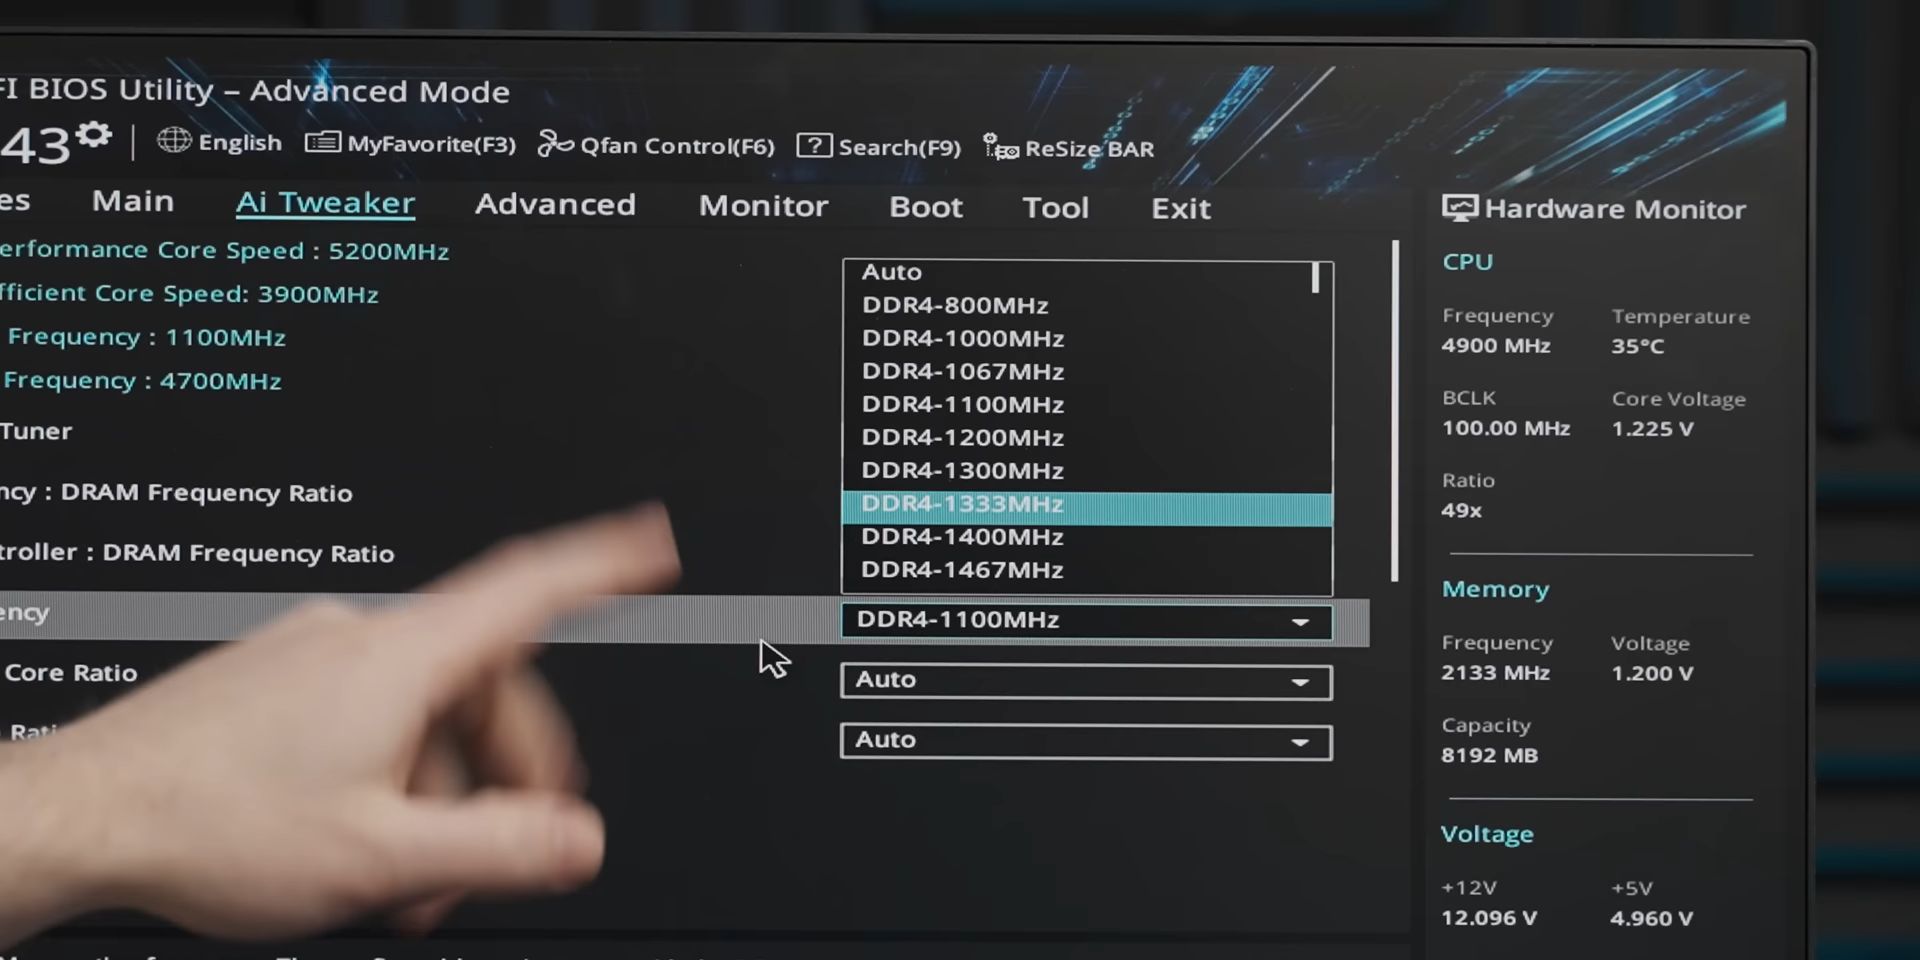 FI BIOS Utility – Advanced Mode
43 English MyFavorite(F3) Qfan Control(F6) ? Search(F9) ReSize BAR
es Main Ai Tweaker Advanced Monitor Boot Tool Exit
erformance Core Speed : 5200MHz
fficient Core Speed: 3900MHz
Frequency : 1100MHz
Frequency : 4700MHz
Tuner
ncy : DRAM Frequency Ratio
troller : DRAM Frequency Ratio
Auto
DDR4-800MHz
DDR4-1000MHz
DDR4-1067MHz
DDR4-1100MHz
DDR4-1200MHz
DDR4-1300MHz
DDR4-1333MHz
DDR4-1400MHz
DDR4-1467MHz
ency DDR4-1100MHz
Core Ratio Auto
Auto
Hardware Monitor
CPU
Frequency Temperature
4900 MHz 35°C
BCLK Core Voltage
100.00 MHz 1.225 V
Ratio
49x
Memory
Frequency Voltage
2133 MHz 1.200 V
Capacity
8192 MB
Voltage
+12V +5V
12.096 V 4.960 V